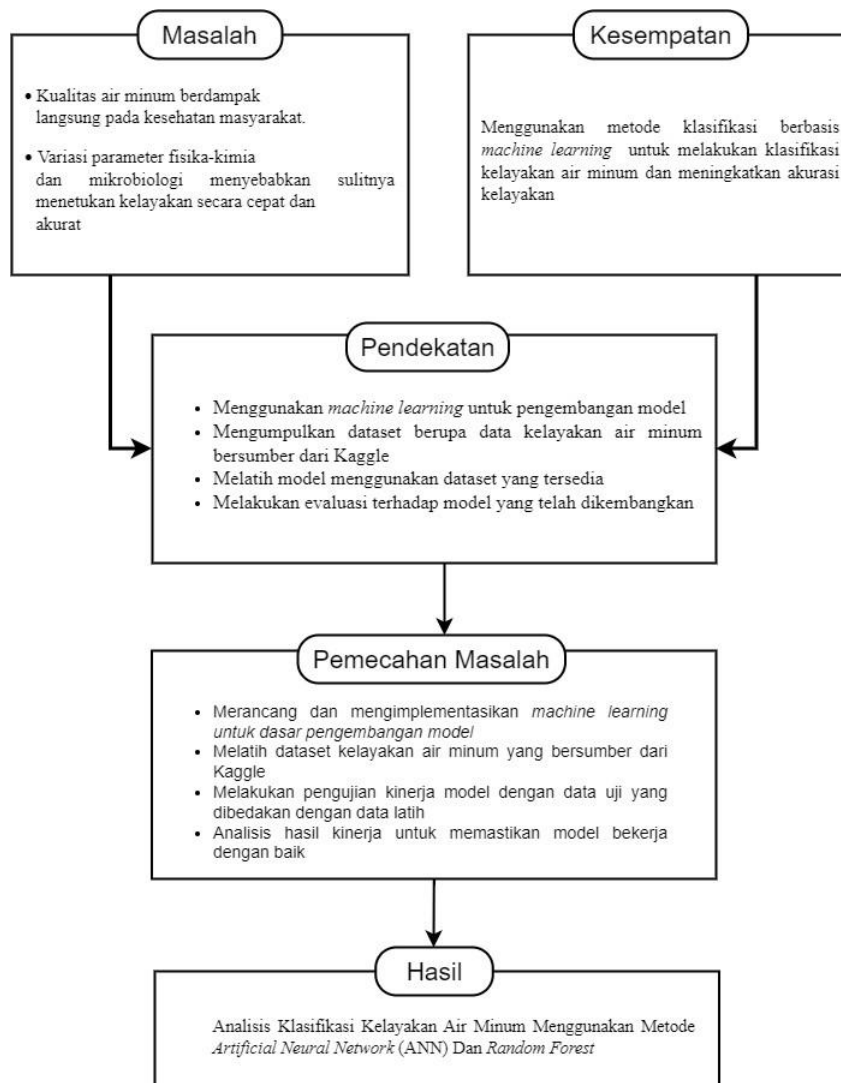 Masalah
• Kualitas air minum berdampak
langsung pada kesehatan masyarakat.
• Variasi parameter fisika-kimia
dan mikrobiologi menyebabkan sulitnya
menetukan kelayakan secara cepat dan
akurat
Kesempatan
Menggunakan metode klasifikasi berbasis
machine learning untuk melakukan klasifikasi
kelayakan air minum dan meningkatkan akurasi
kelayakan
Pendekatan
• Menggunakan machine learning untuk pengembangan model
• Mengumpulkan dataset berupa data kelayakan air minum
bersumber dari Kaggle
• Melatih model menggunakan dataset yang tersedia
• Melakukan evaluasi terhadap model yang telah dikembangkan
Pemecahan Masalah
• Merancang dan mengimplementasikan machine learning
untuk dasar pengembangan model
• Melatih dataset kelayakan air minum yang bersumber dari
Kaggle
• Melakukan pengujian kinerja model dengan data uji yang
dibedakan dengan data latih
• Analisis hasil kinerja untuk memastikan model bekerja
dengan baik
Hasil
Analisis Klasifikasi Kelayakan Air Minum Menggunakan Metode
Artificial Neural Network (ANN) Dan Random Forest